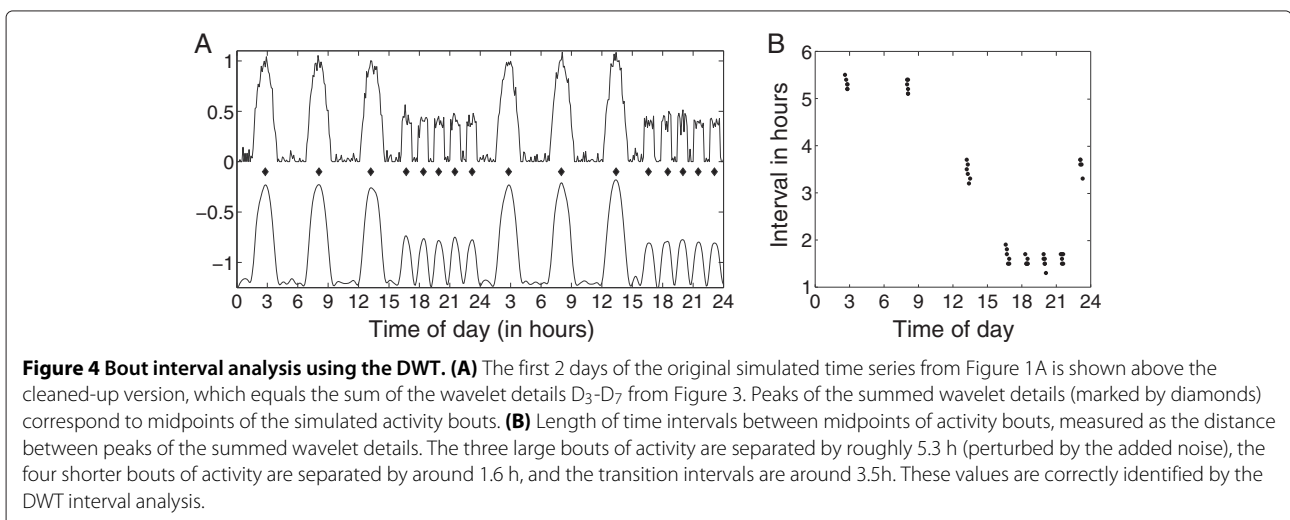 A
B
1
0.5
0
−0.5
−1
0 3 6 9 12 15 18 21 24 3 6 9 12 15 18 21 24
Time of day (in hours)
6
5
4
3
2
1
Interval in hours
0 3 6 9 12 15 18 21 24
Time of day
Figure 4 Bout interval analysis using the DWT. (A) The first 2 days of the original simulated time series from Figure 1A is shown above the
cleaned-up version, which equals the sum of the wavelet details D3-D7 from Figure 3. Peaks of the summed wavelet details (marked by diamonds)
correspond to midpoints of the simulated activity bouts. (B) Length of time intervals between midpoints of activity bouts, measured as the distance
between peaks of the summed wavelet details. The three large bouts of activity are separated by roughly 5.3 h (perturbed by the added noise), the
four shorter bouts of activity are separated by around 1.6 h, and the transition intervals are around 3.5h. These values are correctly identified by the
DWT interval analysis.